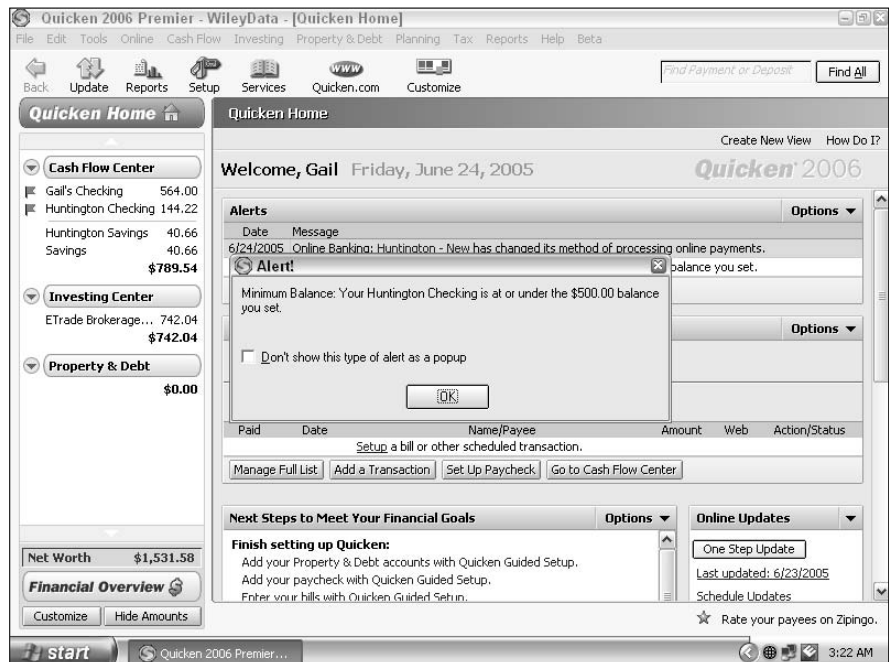 Quicken 2006 Premier - WileyData - [Quicken Home]
File Edit Tools Online Cash Flow Investing Property & Debt Planning Tax Reports Help Beta
Back Update Reports Setup Services Quicken.com Customize
Find Payment or Deposit Find All
Quicken Home
Quicken Home
Create New View How Do I?
Cash Flow Center
Gail's Checking 564.00
Huntington Checking 144.22
Huntington Savings 40.66
Savings 40.66
$789.54
Investing Center
ETrade Brokerage... 742.04
$742.04
Property & Debt
$0.00
Net Worth $1,531.58
Financial Overview
Customize Hide Amounts
Welcome, Gail Friday, June 24, 2005 Quicken 2006
Alerts Options
Date Message
6/24/2005 Online Banking: Huntington - New has changed its method of processing online payments.
balance you set.
Alert!
Minimum Balance: Your Huntington Checking is at or under the $500.00 balance
you set.
Don't show this type of alert as a popup
OK
Options
Paid Date Name/Payee Amount Web Action/Status
Setup a bill or other scheduled transaction.
Manage Full List Add a Transaction Set Up Paycheck Go to Cash Flow Center
Next Steps to Meet Your Financial Goals Options
Finish setting up Quicken:
Add your Property & Debt accounts with Quicken Guided Setup.
Add your paycheck with Quicken Guided Setup.
Enter your bills with Quicken Guided Setup.
Online Updates
One Step Update
Last updated: 6/23/2005
Schedule Updates
Rate your payees on Zipingo.
start Quicken 2006 Premier... 3:22 AM